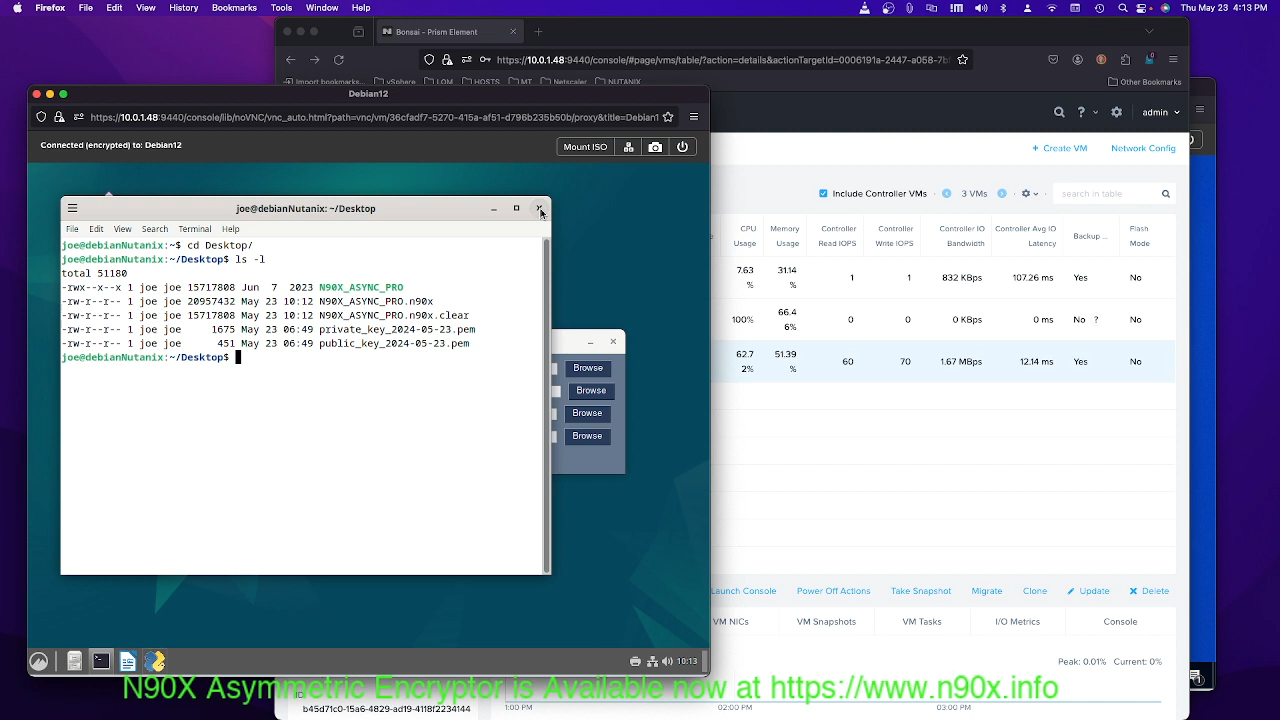 Firefox File Edit View History Bookmarks Tools Window Help
Thu May 23 4:13 PM
Bonsai - Prism Element
https://10.0.1.48:9440/console/#page/vms/table/?action=details&actionTargetId=0006191a-2447-a058-7b
Import bookmarks... vSphere LOM HOSTS MT Netscaler NUTANIX Other Bookmarks
Debian12
https://10.0.1.48:9440/console/lib/noVNC/vnc_auto.html?path=vnc/vm/36cfadf7-5270-415a-af51-d796b235b50b/proxy&title=Debian1
admin
Connected (encrypted) to: Debian12
Mount ISO
+ Create VM Network Config
Include Controller VMs
3 VMs
search in table
joe@debianNutanix: ~/Desktop
File Edit View Search Terminal Help
joe@debianNutanix:~$ cd Desktop/
joe@debianNutanix:~/Desktop$ ls -l
total 51180
-rwx--x--x 1 joe joe 15717808 Jun  7  2023 N90X_ASYNC_PRO
-rw-r--r-- 1 joe joe 20957432 May 23 10:12 N90X_ASYNC_PRO.n90x
-rw-r--r-- 1 joe joe 15717808 May 23 10:12 N90X_ASYNC_PRO.n90x.clear
-rw-r--r-- 1 joe joe     1675 May 23 06:49 private_key_2024-05-23.pem
-rw-r--r-- 1 joe joe      451 May 23 06:49 public_key_2024-05-23.pem
joe@debianNutanix:~/Desktop$
Browse
Browse
Browse
Browse
CPU Usage
Memory Usage
Controller Read IOPS
Controller Write IOPS
Controller IO Bandwidth
Controller Avg IO Latency
Backup ...
Flash Mode
7.63 % 31.14 % 1 1 832 KBps 107.26 ms Yes No
100% 66.4 6% 0 0 0 KBps 0 ms No ? No
62.7 2% 51.39 % 60 70 1.67 MBps 12.14 ms Yes No
Launch Console Power Off Actions Take Snapshot Migrate Clone Update Delete
VM NICs VM Snapshots VM Tasks I/O Metrics Console
Peak: 0.01% Current: 0%
10:13
N90X Asymmetric Encryptor is Available now at https://www.n90x.info
ID
b45d71c0-15a6-4829-ad19-4118f2234144
1:00 PM 02:00 PM 03:00 PM